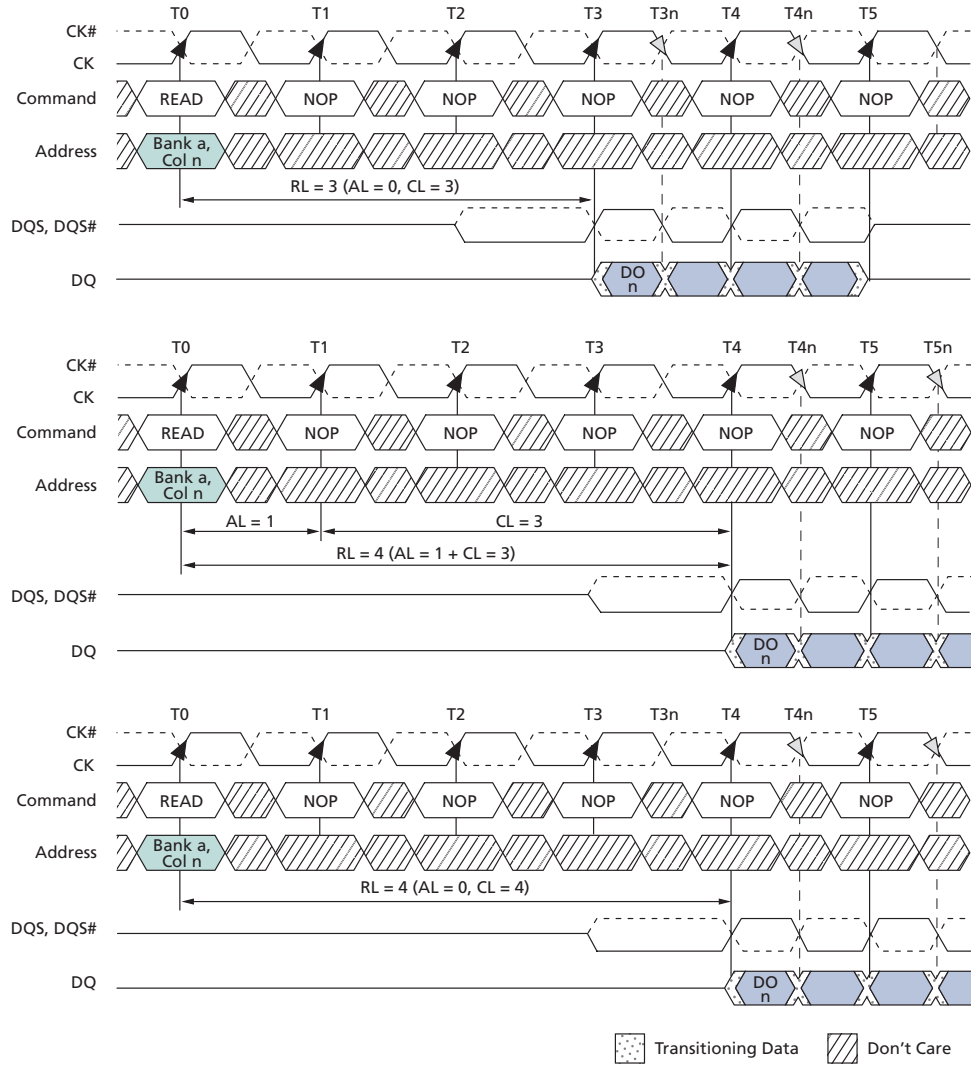 T0 T1 T2 T3 T3n T4 T4n T5
CK#
CK
Command READ NOP NOP NOP NOP NOP
Address Bank a,
Col n
RL = 3 (AL = 0, CL = 3)
DQS, DQS#
DQ DO
n
T0 T1 T2 T3 T4 T4n T5 T5n
CK#
CK
Command READ NOP NOP NOP NOP NOP
Address Bank a,
Col n
AL = 1 CL = 3
RL = 4 (AL = 1 + CL = 3)
DQS, DQS#
DQ DO
n
T0 T1 T2 T3 T3n T4 T4n T5
CK#
CK
Command READ NOP NOP NOP NOP NOP
Address Bank a,
Col n
RL = 4 (AL = 0, CL = 4)
DQS, DQS#
DQ DO
n
Transitioning Data Don't Care